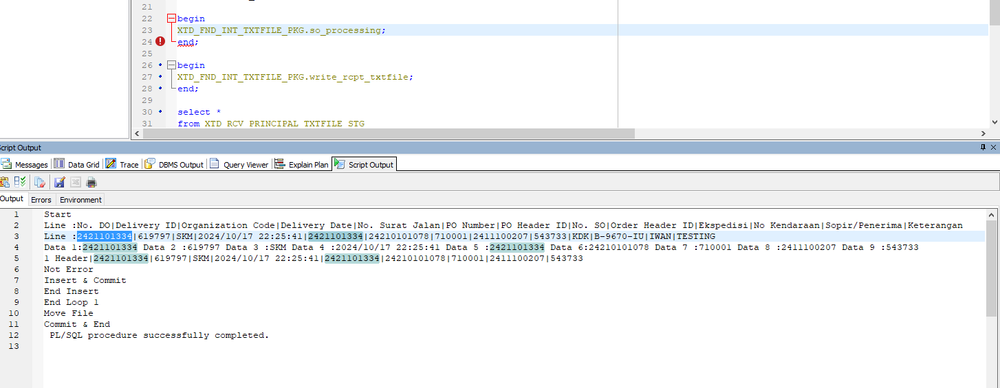 21
22 begin
23 XTD_FND_INT_TXTFILE_PKG.so_processing;
24 end;
25
26 begin
27 XTD_FND_INT_TXTFILE_PKG.write_rcpt_txtfile;
28 end;
29
30 select *
31 from XTD_RCV_PRINCIPAL_TXTFILE_STG
Script Output
Messages Data Grid Trace DBMS Output Query Viewer Explain Plan Script Output
Output Errors Environment
1 Start
2 Line :No. DO|Delivery ID|Organization Code|Delivery Date|No. Surat Jalan|PO Number|PO Header ID|No. SO|Order Header ID|Ekspedisi|No Kendaraan|Sopir/Penerima|Keterangan
3 Line :2421101334|619797|SKM|2024/10/17 22:25:41|2421101334|24210101078|710001|2411100207|543733|KDK|B-9670-IU|IWAN|TESTING
4 Data 1:2421101334 Data 2 :619797 Data 3 :SKM Data 4 :2024/10/17 22:25:41 Data 5 :2421101334 Data 6:24210101078 Data 7 :710001 Data 8 :2411100207 Data 9 :543733
5 1 Header|2421101334|619797|SKM|2024/10/17 22:25:41|2421101334|24210101078|710001|2411100207|543733
6 Not Error
7 Insert & Commit
8 End Insert
9 End Loop 1
10 Move File
11 Commit & End
12 PL/SQL procedure successfully completed.
13